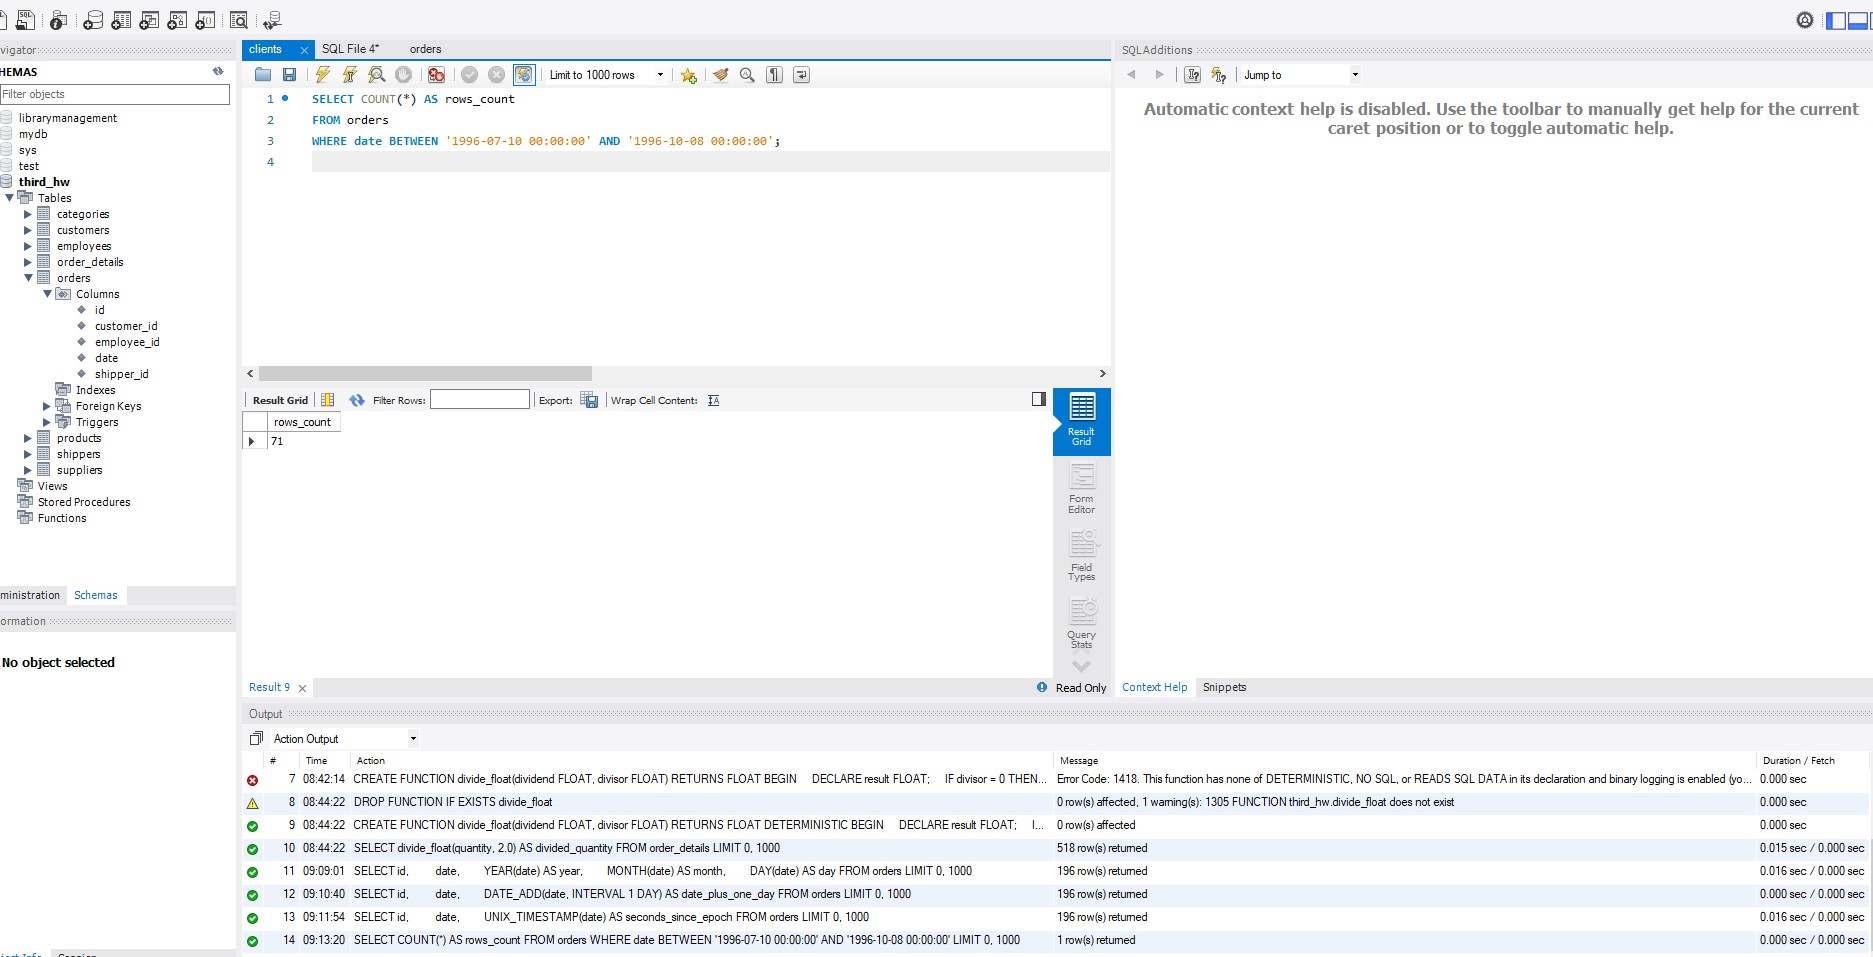 vigator
HEMAS
Filter objects
librarymanagement
mydb
sys
test
third_hw
Tables
categories
customers
employees
order_details
orders
Columns
id
customer_id
employee_id
date
shipper_id
Indexes
Foreign Keys
Triggers
products
shippers
suppliers
Views
Stored Procedures
Functions
ministration Schemas
ormation
No object selected
clients SQL File 4* orders
Limit to 1000 rows
1 SELECT COUNT(*) AS rows_count
2 FROM orders
3 WHERE date BETWEEN '1996-07-10 00:00:00' AND '1996-10-08 00:00:00';
4
Result Grid Filter Rows: Export: Wrap Cell Content:
rows_count
71
Result
Grid
Form
Editor
Field
Types
Query
Stats
Result 9 Read Only
SQLAdditions
Jump to
Automatic context help is disabled. Use the toolbar to manually get help for the current
caret position or to toggle automatic help.
Context Help Snippets
Output
Action Output
# Time Action Message Duration / Fetch
7 08:42:14 CREATE FUNCTION divide_float(dividend FLOAT, divisor FLOAT) RETURNS FLOAT BEGIN DECLARE result FLOAT; IF divisor = 0 THEN... Error Code: 1418. This function has none of DETERMINISTIC, NO SQL, or READS SQL DATA in its declaration and binary logging is enabled (yo... 0.000 sec
8 08:44:22 DROP FUNCTION IF EXISTS divide_float 0 row(s) affected, 1 warning(s): 1305 FUNCTION third_hw.divide_float does not exist 0.000 sec
9 08:44:22 CREATE FUNCTION divide_float(dividend FLOAT, divisor FLOAT) RETURNS FLOAT DETERMINISTIC BEGIN DECLARE result FLOAT; I... 0 row(s) affected 0.000 sec
10 08:44:22 SELECT divide_float(quantity, 2.0) AS divided_quantity FROM order_details LIMIT 0, 1000 518 row(s) returned 0.015 sec / 0.000 sec
11 09:09:01 SELECT id, date, YEAR(date) AS year, MONTH(date) AS month, DAY(date) AS day FROM orders LIMIT 0, 1000 196 row(s) returned 0.016 sec / 0.000 sec
12 09:10:40 SELECT id, date, DATE_ADD(date, INTERVAL 1 DAY) AS date_plus_one_day FROM orders LIMIT 0, 1000 196 row(s) returned 0.000 sec / 0.000 sec
13 09:11:54 SELECT id, date, UNIX_TIMESTAMP(date) AS seconds_since_epoch FROM orders LIMIT 0, 1000 196 row(s) returned 0.016 sec / 0.000 sec
14 09:13:20 SELECT COUNT(*) AS rows_count FROM orders WHERE date BETWEEN '1996-07-10 00:00:00' AND '1996-10-08 00:00:00' LIMIT 0, 1000 1 row(s) returned 0.000 sec / 0.000 sec